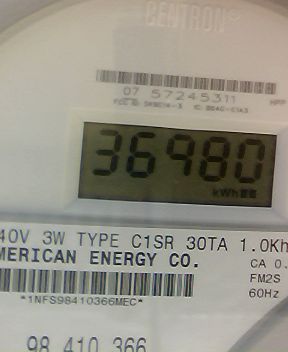 CENTRON®
07 57245311
36980
kWh
40V 3W TYPE C1SR 30TA 1.0Kh
MERICAN ENERGY CO.
CA 0.
FM2S
*1NFS98410366MEC*
60Hz
98 410 366